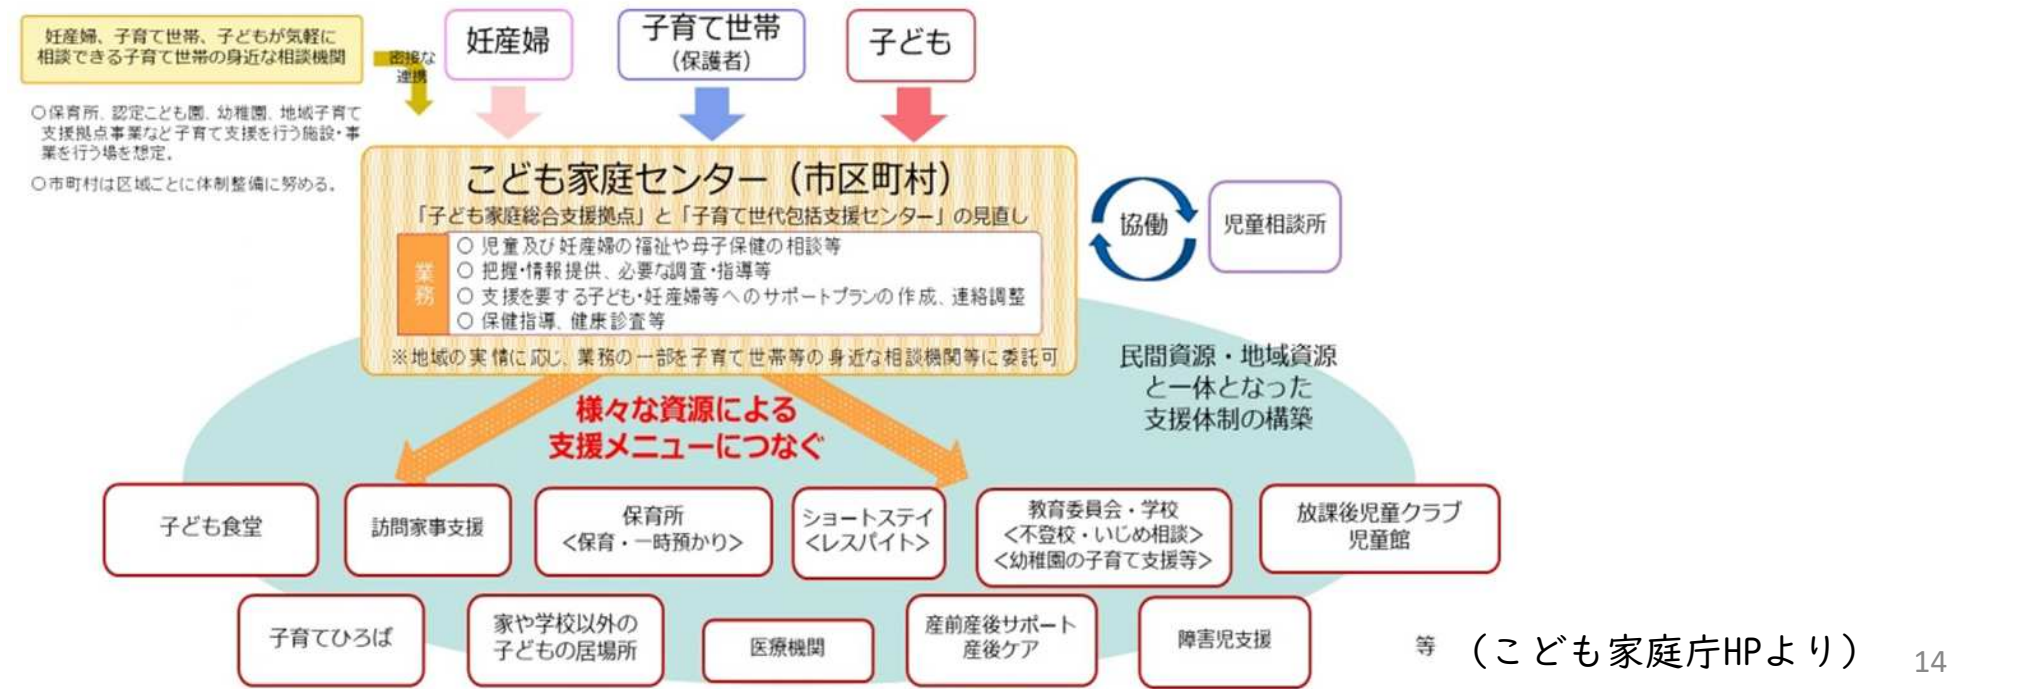 妊産婦、子育て世帯、子どもが気軽に
相談できる子育て世帯の身近な相談機関
密接な
連携
妊産婦
子育て世帯
(保護者)
子ども
○保育所、認定こども園、幼稚園、地域子育て
支援拠点事業など子育て支援を行う施設・事
業を行う場を想定。
○市町村は区域ごとに体制整備に努める。
こども家庭センター（市区町村）
「子ども家庭総合支援拠点」と「子育て世代包括支援センター」の見直し
業務
○ 児童及び妊産婦の福祉や母子保健の相談等
○ 把握・情報提供、必要な調査・指導等
○ 支援を要する子ども・妊産婦等へのサポートプランの作成、連絡調整
○ 保健指導、健康診査等
※地域の実情に応じ、業務の一部を子育て世帯等の身近な相談機関等に委託可
協働
児童相談所
民間資源・地域資源
と一体となった
支援体制の構築
様々な資源による
支援メニューにつなぐ
子ども食堂
訪問家事支援
保育所
<保育・一時預かり>
ショートステイ
<レスパイト>
教育委員会・学校
<不登校・いじめ相談>
<幼稚園の子育て支援等>
放課後児童クラブ
児童館
子育てひろば
家や学校以外の
子どもの居場所
医療機関
産前産後サポート
産後ケア
障害児支援
等
（こども家庭庁HPより）
14